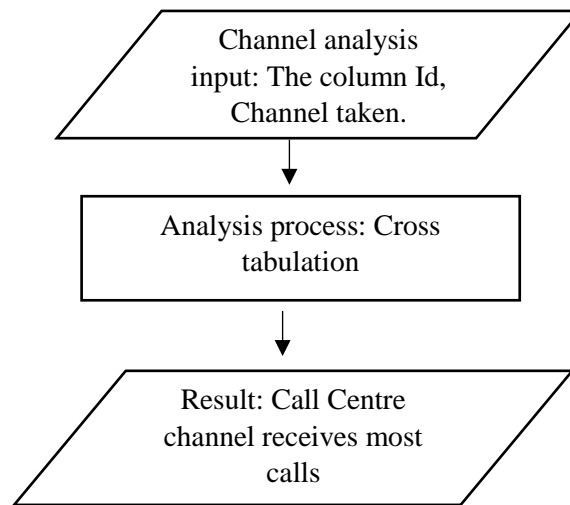 Channel analysis
input: The column Id,
Channel taken.
Analysis process: Cross
tabulation
Result: Call Centre
channel receives most
calls